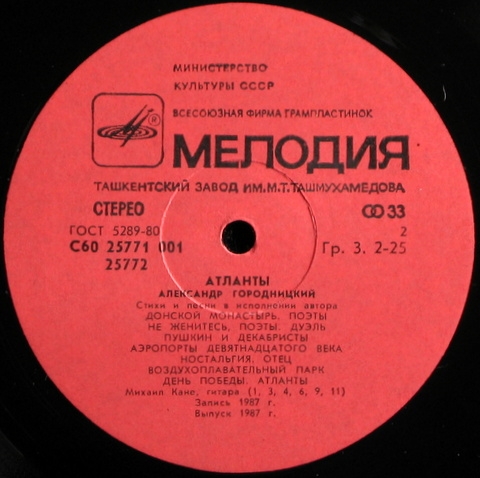 МИНИСТЕРСТВО
КУЛЬТУРЫ СССР
ВСЕСОЮЗНАЯ ФИРМА ГРАМПЛАСТИНОК
®
МЕЛОДИЯ
ТАШКЕНТСКИЙ ЗАВОД ИМ.М.Т.ТАШМУХАМЕДОВА
СТЕРЕО 33
ГОСТ 5289-80 2
С60 25771 001 Гр. 3. 2-25
25772
АТЛАНТЫ
АЛЕКСАНДР ГОРОДНИЦКИЙ
Стихи и песни в исполнении автора
ДОНСКОЙ МОНАСТЫРЬ. ПОЭТЫ
НЕ ЖЕНИТЕСЬ, ПОЭТЫ. ДУЭЛЬ
ПУШКИН И ДЕКАБРИСТЫ
АЭРОПОРТЫ ДЕВЯТНАДЦАТОГО ВЕКА
НОСТАЛЬГИЯ. ОТЕЦ
ВОЗДУХОПЛАВАТЕЛЬНЫЙ ПАРК
ДЕНЬ ПОБЕДЫ. АТЛАНТЫ
Михаил Кане, гитара (1, 3, 4, 6, 9, 11)
Запись 1987 г.
Выпуск 1987 г.